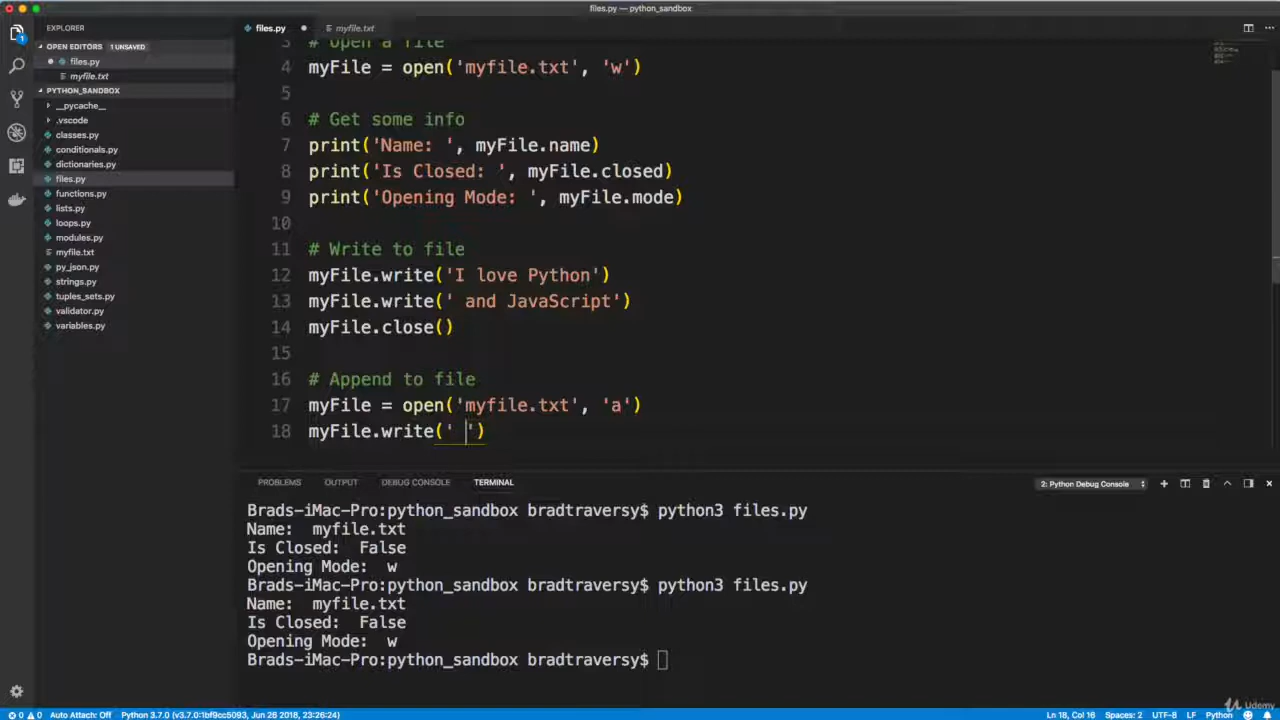 files.py — python_sandbox
EXPLORER
OPEN EDITORS 1 UNSAVED
files.py
myfile.txt
PYTHON_SANDBOX
__pycache__
.vscode
classes.py
conditionals.py
dictionaries.py
files.py
functions.py
lists.py
loops.py
modules.py
myfile.txt
py_json.py
strings.py
tuples_sets.py
validator.py
variables.py
files.py myfile.txt
3 # Open a file
4 myFile = open('myfile.txt', 'w')
5
6 # Get some info
7 print('Name: ', myFile.name)
8 print('Is Closed: ', myFile.closed)
9 print('Opening Mode: ', myFile.mode)
10
11 # Write to file
12 myFile.write('I love Python')
13 myFile.write(' and JavaScript')
14 myFile.close()
15
16 # Append to file
17 myFile = open('myfile.txt', 'a')
18 myFile.write(' ')
PROBLEMS OUTPUT DEBUG CONSOLE TERMINAL 2: Python Debug Console
Brads-iMac-Pro:python_sandbox bradtraversy$ python3 files.py
Name:  myfile.txt
Is Closed:  False
Opening Mode:  w
Brads-iMac-Pro:python_sandbox bradtraversy$ python3 files.py
Name:  myfile.txt
Is Closed:  False
Opening Mode:  w
Brads-iMac-Pro:python_sandbox bradtraversy$
Udemy
0 0 Auto Attach: Off Python 3.7.0 (v3.7.0:1bf9cc5093, Jun 26 2018, 23:26:24) Ln 18, Col 16 Spaces: 2 UTF-8 LF Python